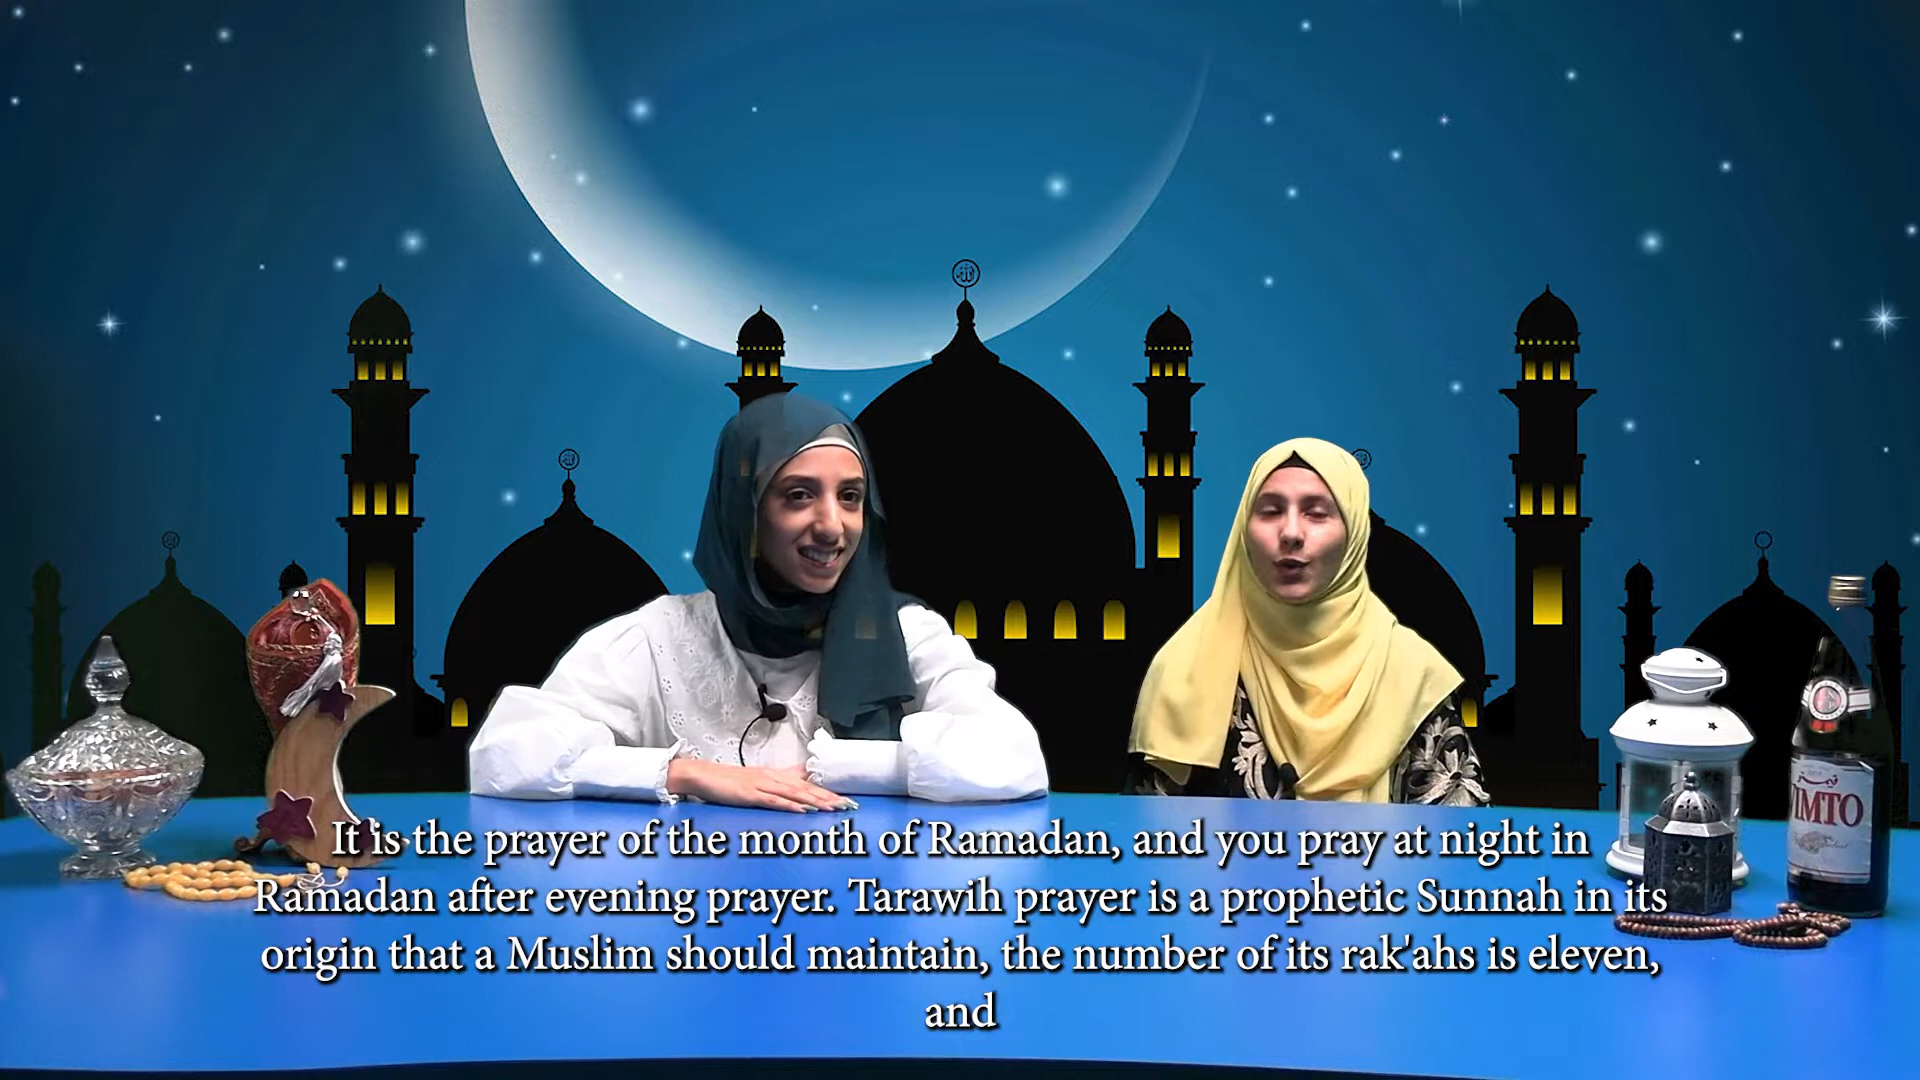 It is the prayer of the month of Ramadan, and you pray at night in
Ramadan after evening prayer. Tarawih prayer is a prophetic Sunnah in its
origin that a Muslim should maintain, the number of its rak'ahs is eleven,
and
ڤيمتو
VIMTO